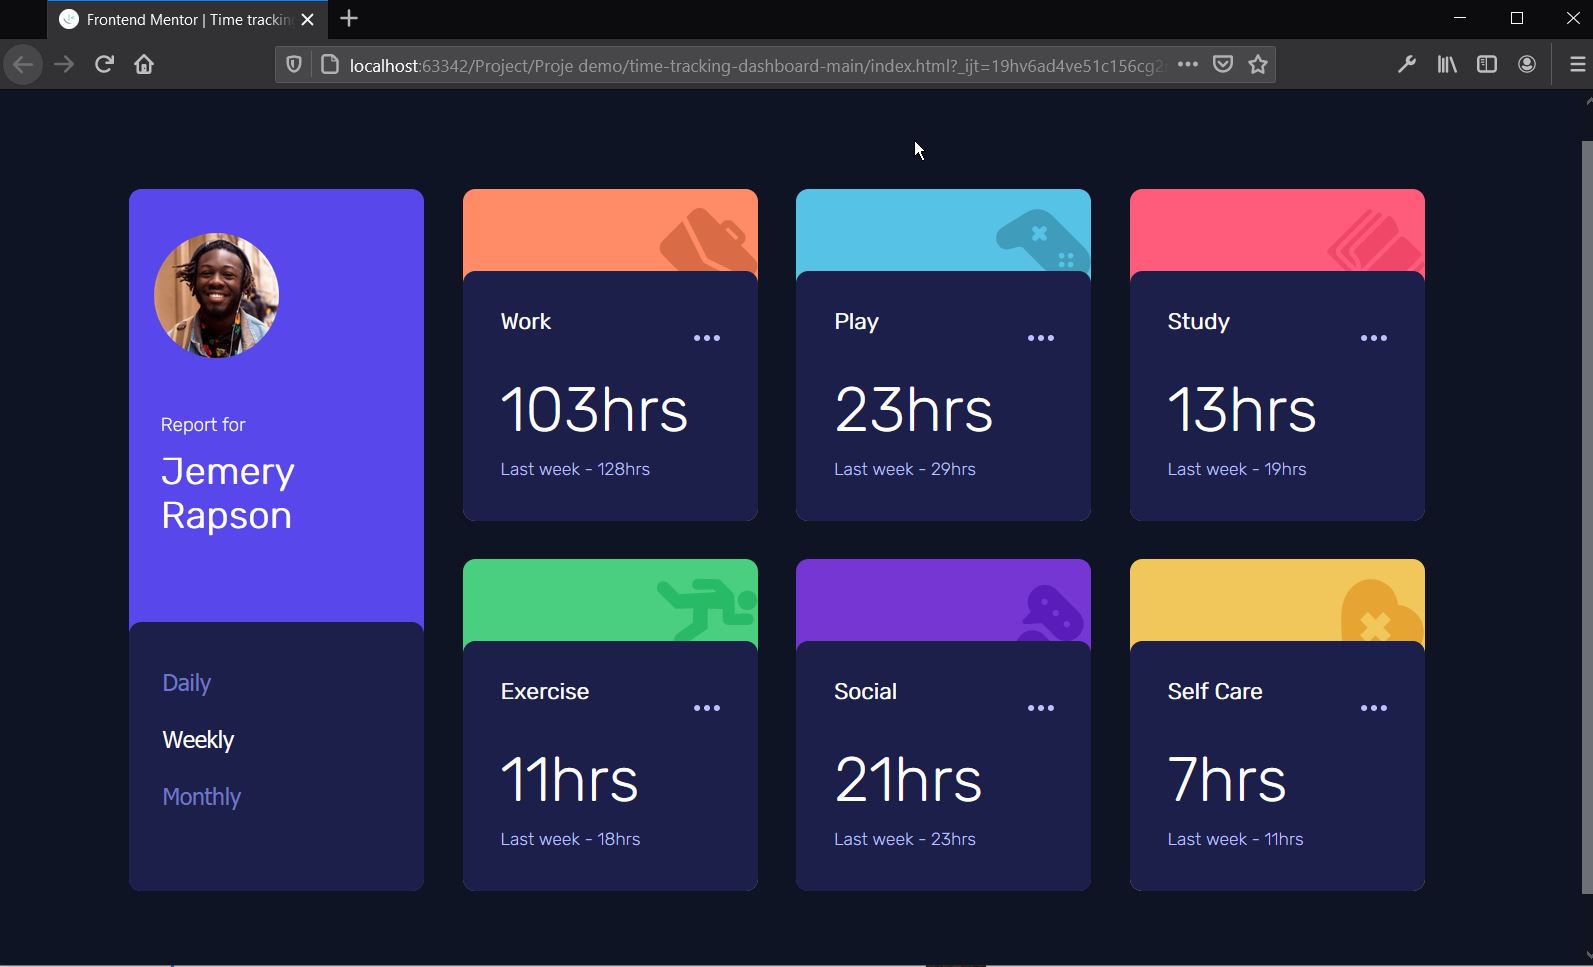 Frontend Mentor | Time trackin
localhost:63342/Project/Proje demo/time-tracking-dashboard-main/index.html?_ijt=19hv6ad4ve51c156cg2
Report for
Jemery
Rapson
Daily
Weekly
Monthly
Work
103hrs
Last week - 128hrs
Play
23hrs
Last week - 29hrs
Study
13hrs
Last week - 19hrs
Exercise
11hrs
Last week - 18hrs
Social
21hrs
Last week - 23hrs
Self Care
7hrs
Last week - 11hrs